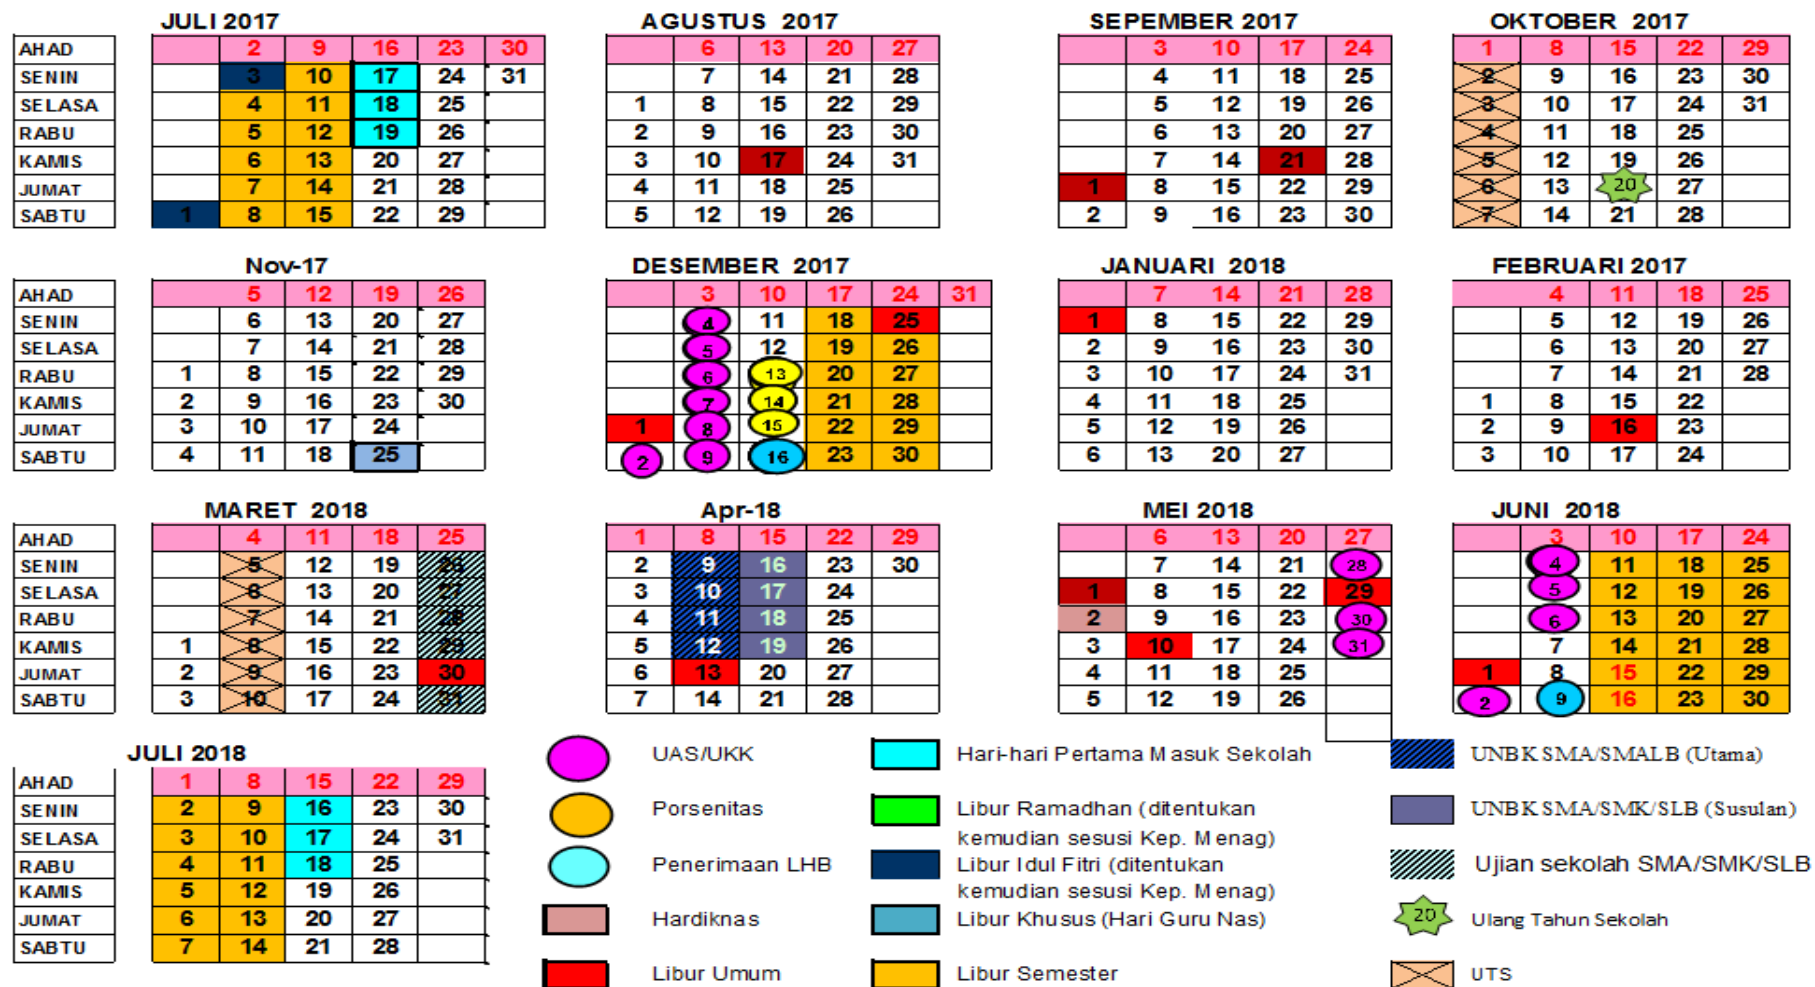 JULI 2017 AGUSTUS 2017 SEPEMBER 2017 OKTOBER 2017
AHAD 2 9 16 23 30 6 13 20 27 3 10 17 24 1 8 15 22 29
SENIN 3 10 17 24 31 7 14 21 28 4 11 18 25 2 9 16 23 30
SELASA 4 11 18 25 1 8 15 22 29 5 12 19 26 3 10 17 24 31
RABU 5 12 19 26 2 9 16 23 30 6 13 20 27 4 11 18 25
KAMIS 6 13 20 27 3 10 17 24 31 7 14 21 28 5 12 19 26
JUMAT 7 14 21 28 4 11 18 25 1 8 15 22 29 6 13 20 27
SABTU 1 8 15 22 29 5 12 19 26 2 9 16 23 30 7 14 21 28
Nov-17 DESEMBER 2017 JANUARI 2018 FEBRUARI 2017
AHAD 5 12 19 26 3 10 17 24 31 7 14 21 28 4 11 18 25
SENIN 6 13 20 27 4 11 18 25 1 8 15 22 29 5 12 19 26
SELASA 7 14 21 28 5 12 19 26 2 9 16 23 30 6 13 20 27
RABU 1 8 15 22 29 6 13 20 27 3 10 17 24 31 7 14 21 28
KAMIS 2 9 16 23 30 7 14 21 28 4 11 18 25 1 8 15 22
JUMAT 3 10 17 24 1 8 15 22 29 5 12 19 26 2 9 16 23
SABTU 4 11 18 25 2 9 16 23 30 6 13 20 27 3 10 17 24
MARET 2018 Apr-18 MEI 2018 JUNI 2018
AHAD 4 11 18 25 1 8 15 22 29 6 13 20 27 3 10 17 24
SENIN 5 12 19 26 2 9 16 23 30 7 14 21 28 4 11 18 25
SELASA 6 13 20 27 3 10 17 24 1 8 15 22 29 5 12 19 26
RABU 7 14 21 28 4 11 18 25 2 9 16 23 30 6 13 20 27
KAMIS 1 8 15 22 29 5 12 19 26 3 10 17 24 31 7 14 21 28
JUMAT 2 9 16 23 30 6 13 20 27 4 11 18 25 1 8 15 22 29
SABTU 3 10 17 24 31 7 14 21 28 5 12 19 26 2 9 16 23 30
JULI 2018
AHAD 1 8 15 22 29
SENIN 2 9 16 23 30
SELASA 3 10 17 24 31
RABU 4 11 18 25
KAMIS 5 12 19 26
JUMAT 6 13 20 27
SABTU 7 14 21 28
UAS/UKK
Porsenitas
Penerimaan LHB
Hardiknas
Libur Umum
Hari-hari Pertama Masuk Sekolah
Libur Ramadhan (ditentukan
kemudian sesusi Kep. Menag)
Libur Idul Fitri (ditentukan
kemudian sesusi Kep. Menag)
Libur Khusus (Hari Guru Nas)
Libur Semester
UNBK SMA/SMALB (Utama)
UNBK SMA/SMK/SLB (Susulan)
Ujian sekolah SMA/SMK/SLB
20 Ulang Tahun Sekolah
UTS